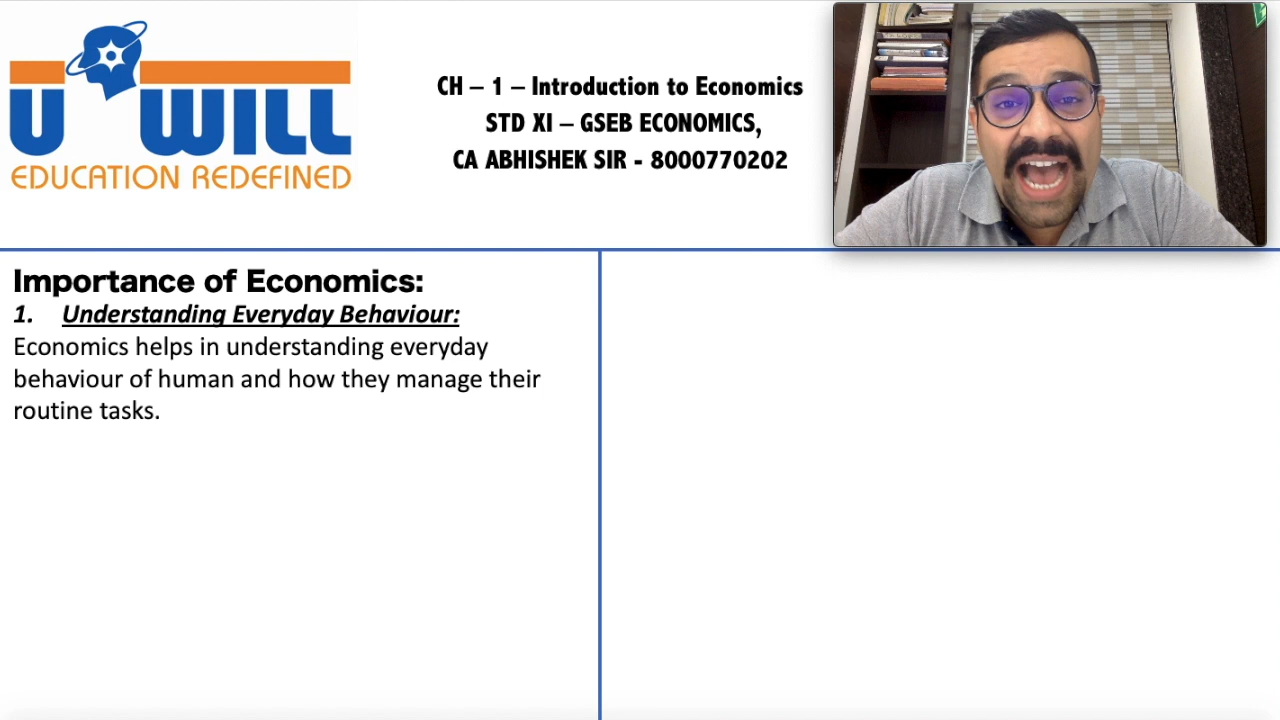 U WILL
EDUCATION REDEFINED
CH – 1 – Introduction to Economics
STD XI – GSEB ECONOMICS,
CA ABHISHEK SIR - 8000770202
Importance of Economics:
1. Understanding Everyday Behaviour:
Economics helps in understanding everyday
behaviour of human and how they manage their
routine tasks.